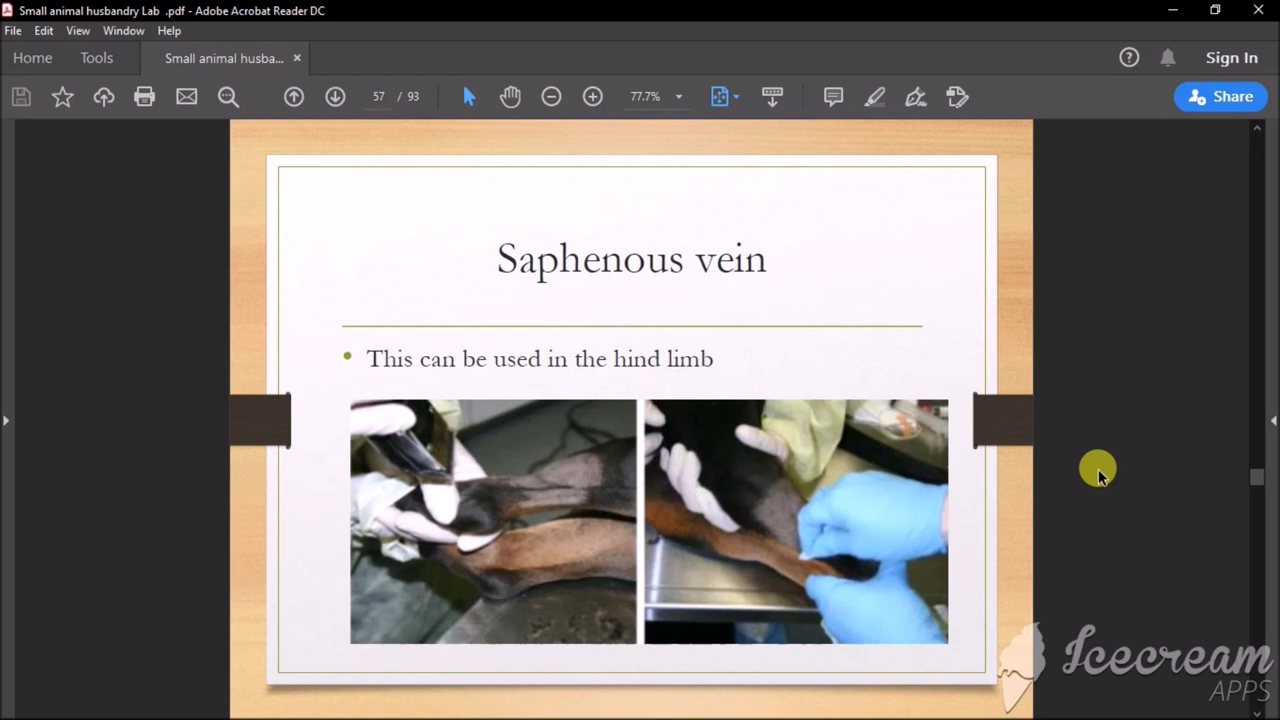 Small animal husbandry Lab .pdf - Adobe Acrobat Reader DC
File Edit View Window Help
Home Tools Small animal husba... Sign In
57 / 93 77.7% Share
Saphenous vein
• This can be used in the hind limb
Icecream
APPS